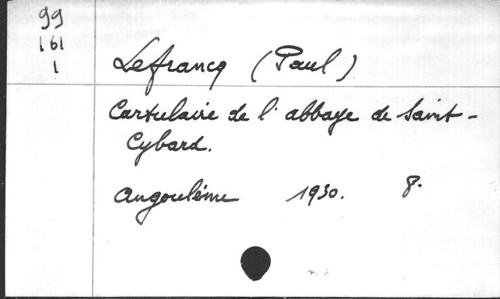 99
161
1
Lefrancq (Paul)
Cartulaire de l'abbaye de Saint-
Cybard.
Angoulême 1930. 8.